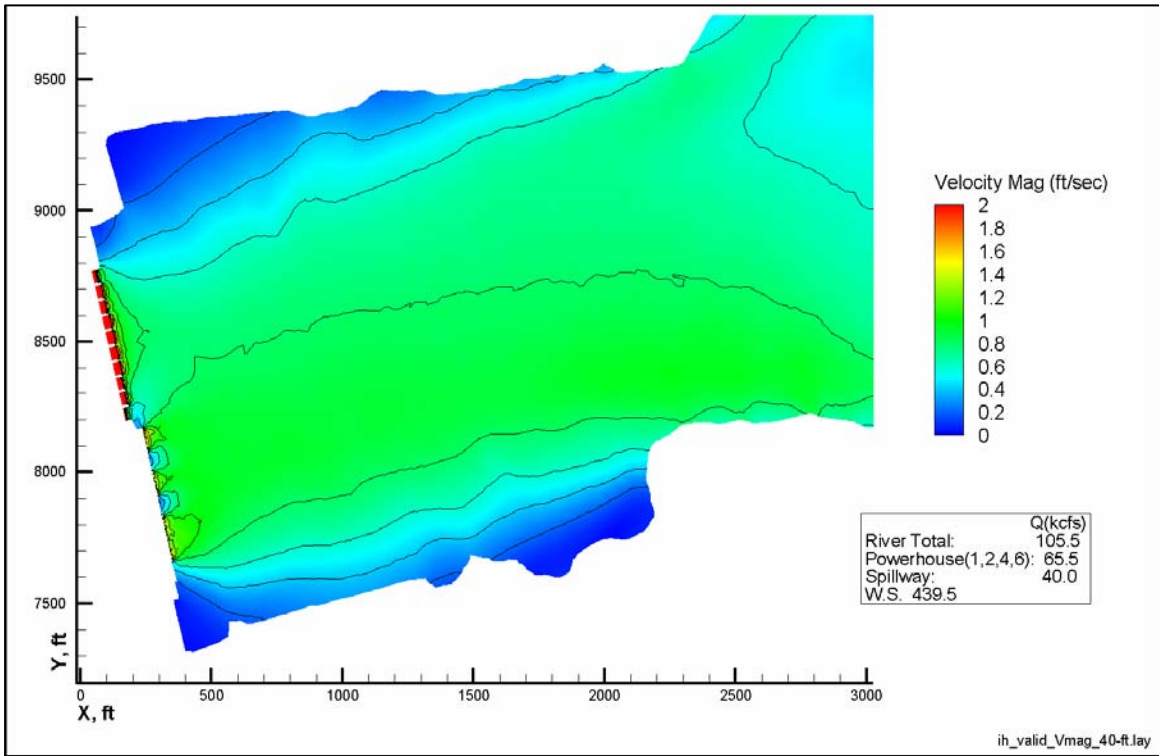 9500
9000
8500
8000
7500
Y, ft
0 500 1000 1500 2000 2500 3000
X, ft
Velocity Mag (ft/sec)
2
1.8
1.6
1.4
1.2
1
0.8
0.6
0.4
0.2
0
Q(kcfs)
River Total: 105.5
Powerhouse(1,2,4,6): 65.5
Spillway: 40.0
W.S. 439.5
ih_valid_Vmag_40-ft.lay